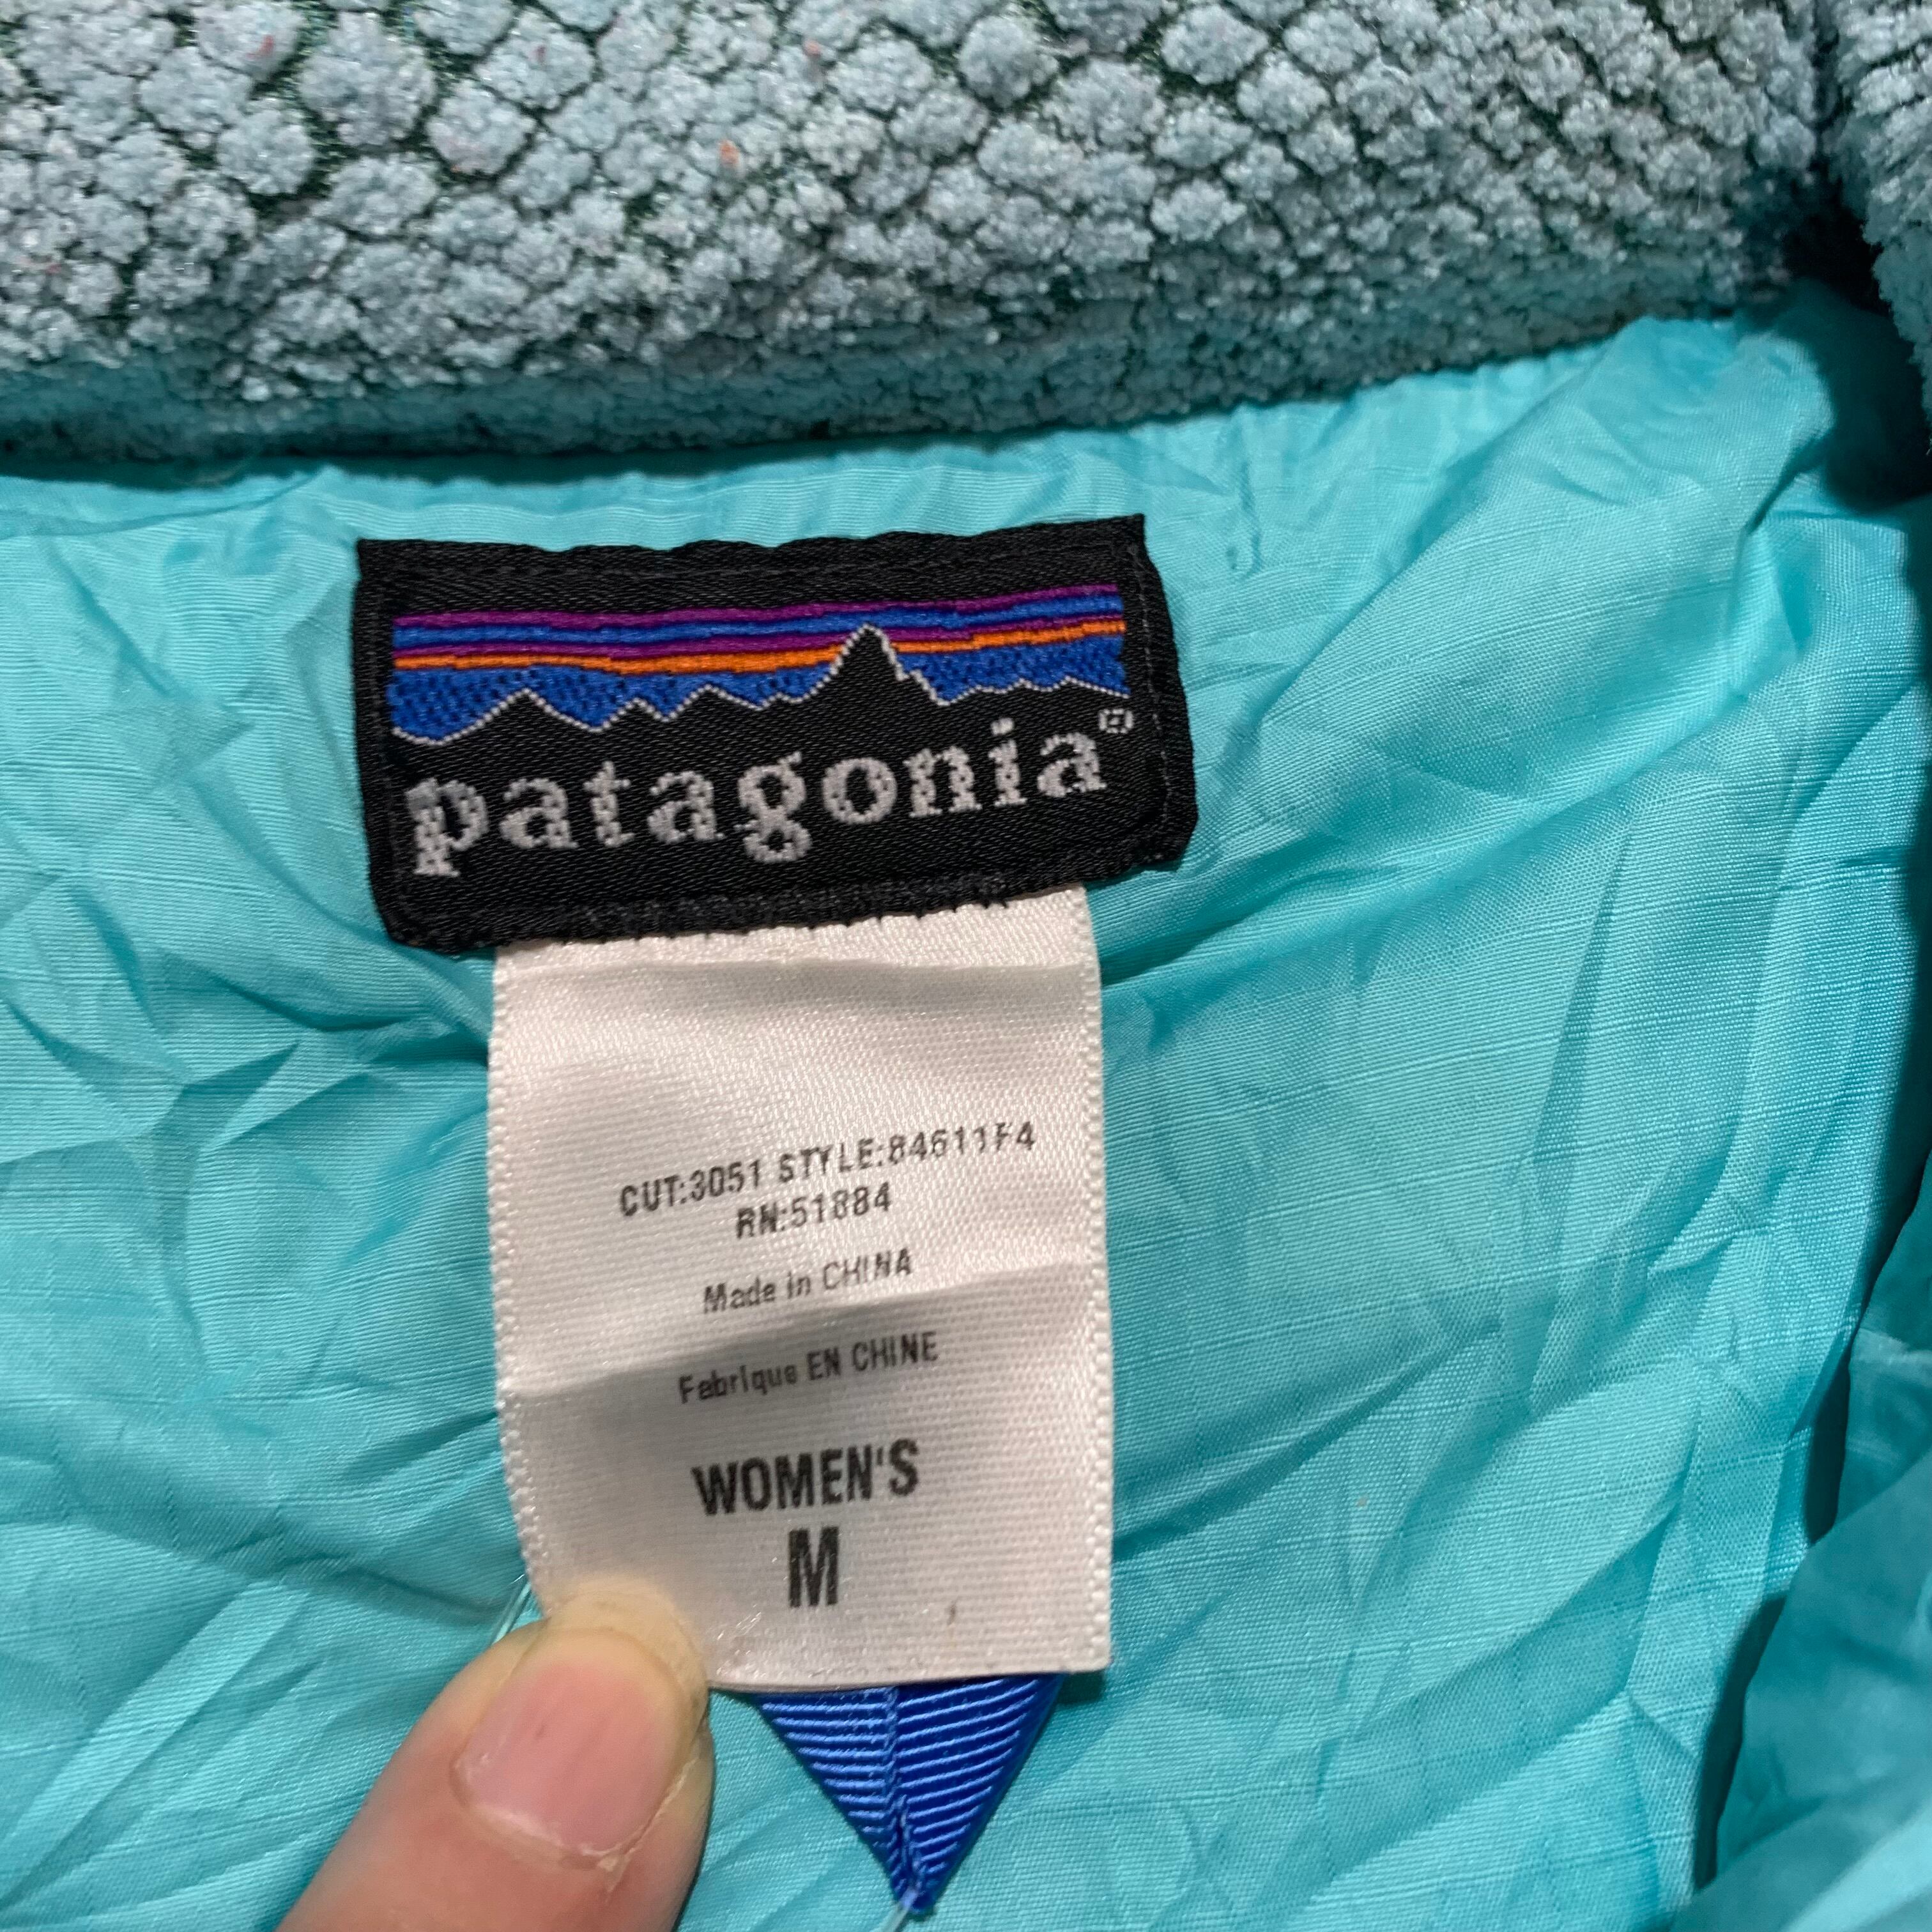 patagonia®
CUT:3051 STYLE:84611F4
RN:51884
Made in CHINA
Fabrique EN CHINE
WOMEN'S
M